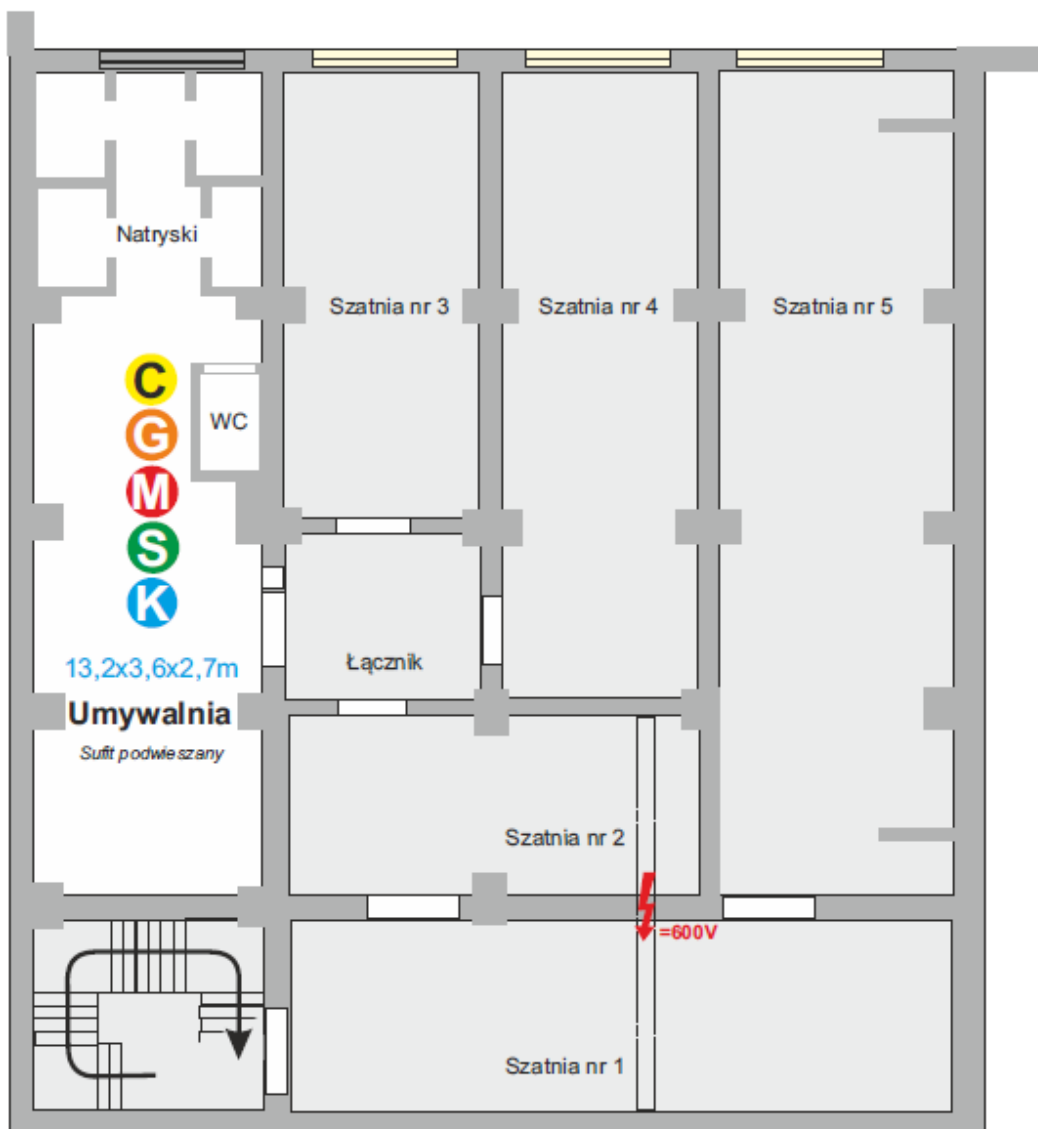 Natryski
Szatnia nr 3
Szatnia nr 4
Szatnia nr 5
C
G
M
S
K
WC
13,2x3,6x2,7m
Umywalnia
Sufit podwieszany
Łącznik
Szatnia nr 2
=600V
Szatnia nr 1